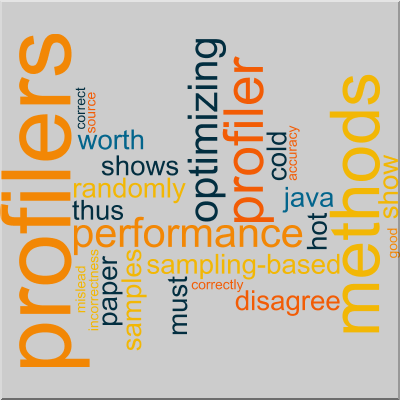 profilers
correct
source
worth
shows
randomly
thus
performance
optimizing
profiler
cold
accuracy
java
hot
methods
show
good
mislead
incorrectness
paper
samples
sampling-based
must
correctly
disagree